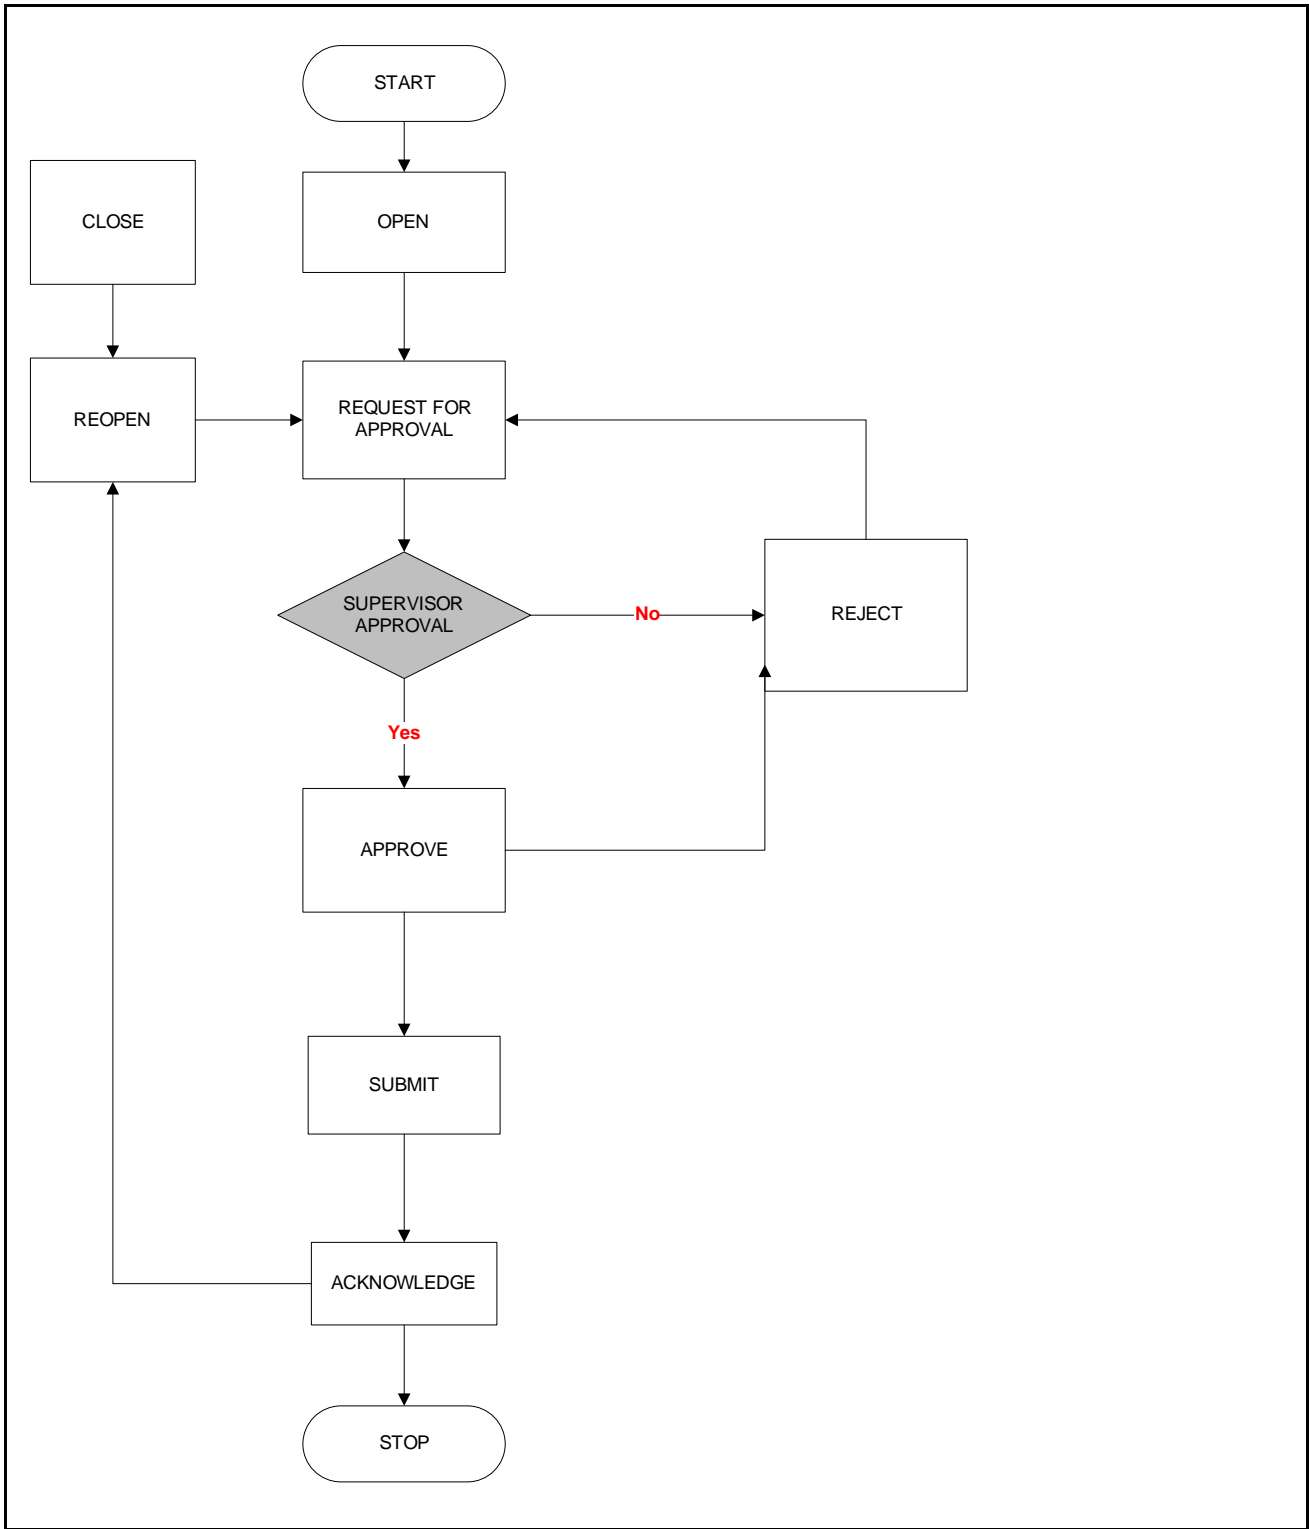 START
CLOSE
OPEN
REOPEN
REQUEST FOR
APPROVAL
SUPERVISOR
APPROVAL
No
REJECT
Yes
APPROVE
SUBMIT
ACKNOWLEDGE
STOP